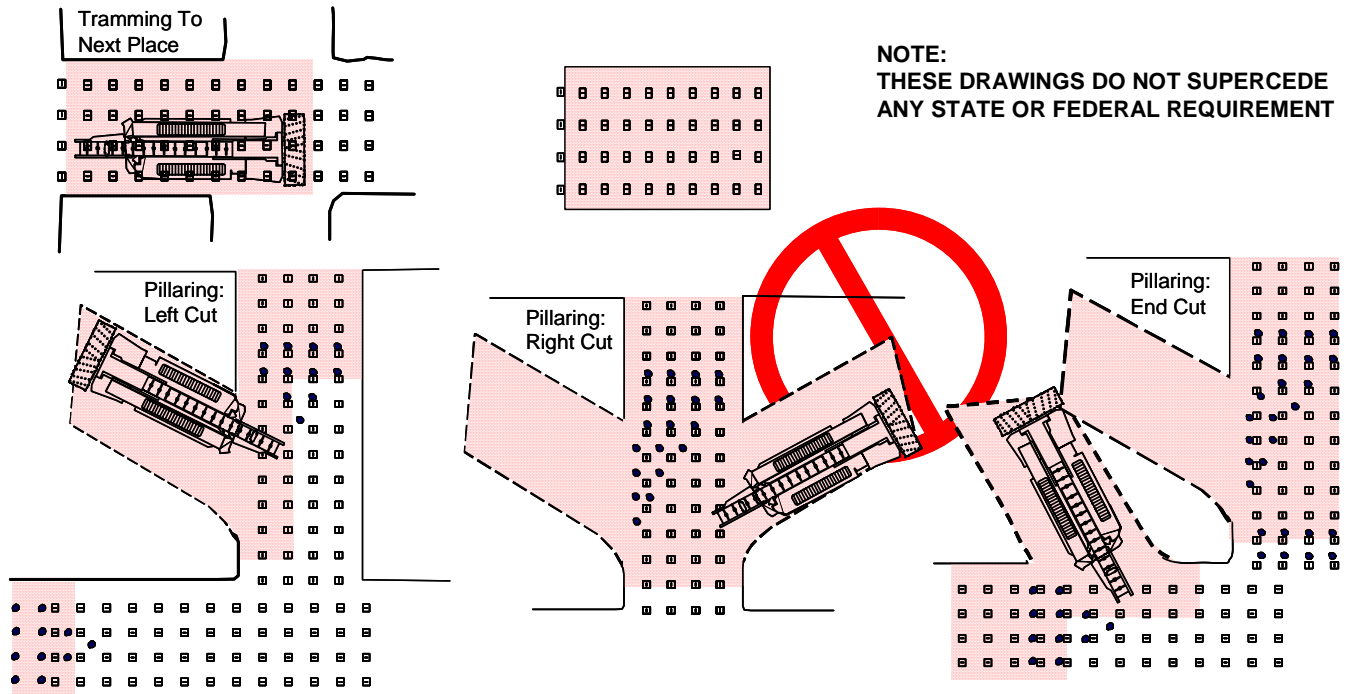 Tramming To
Next Place
NOTE:
THESE DRAWINGS DO NOT SUPERCEDE
ANY STATE OR FEDERAL REQUIREMENT
Pillaring:
Left Cut
Pillaring:
Right Cut
Pillaring:
End Cut